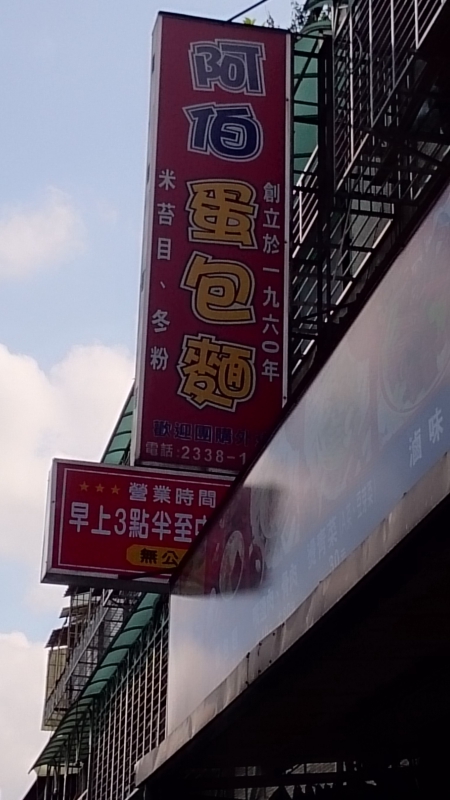 阿伯
蛋包麵
創立於一九六〇年
米苔目、冬粉
歡迎團購
電話:2338-1
★★★營業時間
早上3點半至
無公
滷味